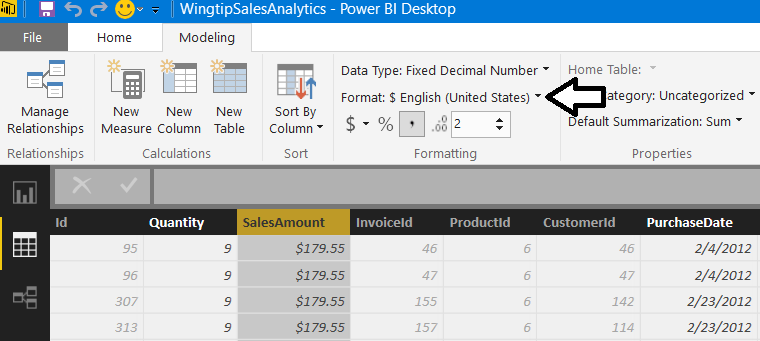 WingtipSalesAnalytics - Power BI Desktop
File Home Modeling
Manage Relationships
New Measure
New Column
New Table
Sort By Column
Data Type: Fixed Decimal Number
Format: $ English (United States)
$ % , .00 2
Home Table:
ategory: Uncategorized
Default Summarization: Sum
Relationships Calculations Sort Formatting Properties
Id Quantity SalesAmount InvoiceId ProductId CustomerId PurchaseDate
95 9 $179.55 46 6 46 2/4/2012
96 9 $179.55 47 6 47 2/4/2012
307 9 $179.55 155 6 142 2/23/2012
313 9 $179.55 157 6 114 2/23/2012